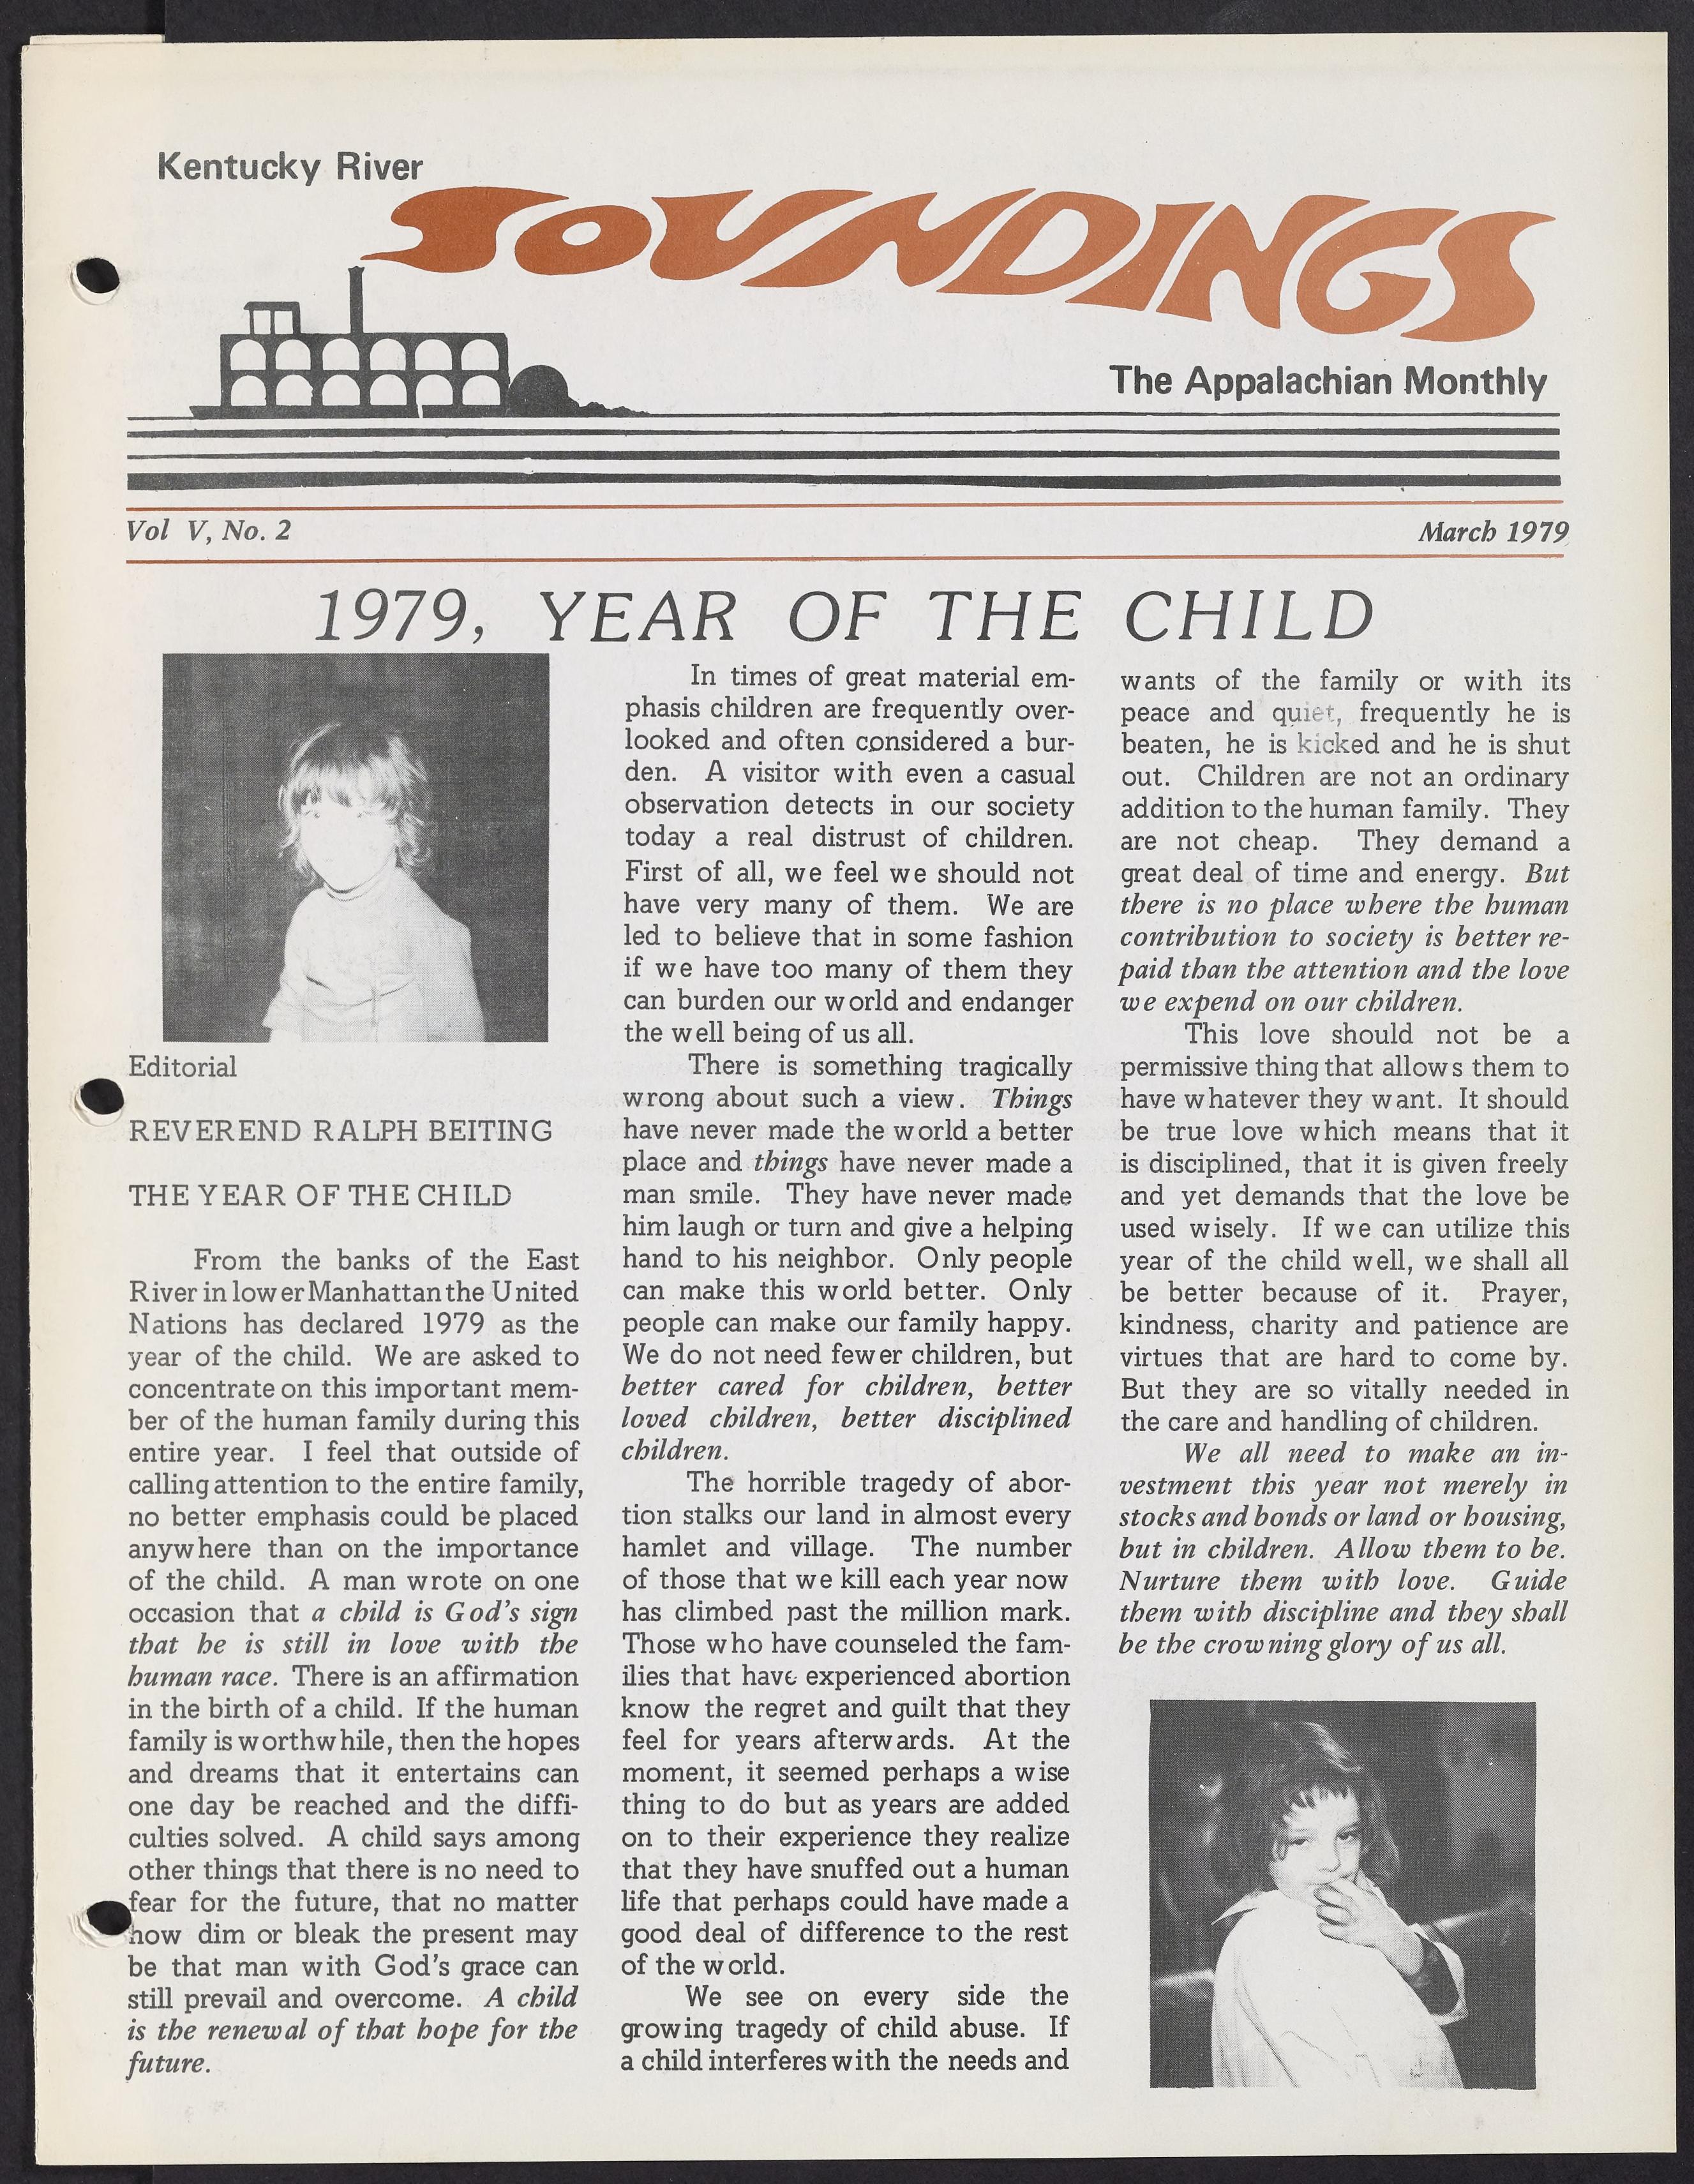 Kentucky River
SOUNDINGS
The Appalachian Monthly
Vol V, No. 2
March 1979
1979, YEAR OF THE CHILD
Editorial
REVEREND RALPH BEITING
THE YEAR OF THE CHILD
From the banks of the East
River in lower Manhattan the United
Nations has declared 1979 as the
year of the child. We are asked to
concentrate on this important mem-
ber of the human family during this
entire year. I feel that outside of
calling attention to the entire family,
no better emphasis could be placed
anywhere than on the importance
of the child. A man wrote on one
occasion that a child is God's sign
that he is still in love with the
human race. There is an affirmation
in the birth of a child. If the human
family is worthwhile, then the hopes
and dreams that it entertains can
one day be reached and the diffi-
culties solved. A child says among
other things that there is no need to
fear for the future, that no matter
how dim or bleak the present may
be that man with God's grace can
still prevail and overcome. A child
is the renewal of that hope for the
future.
In times of great material em-
phasis children are frequently over-
looked and often considered a bur-
den. A visitor with even a casual
observation detects in our society
today a real distrust of children.
First of all, we feel we should not
have very many of them. We are
led to believe that in some fashion
if we have too many of them they
can burden our world and endanger
the well being of us all.
There is something tragically
wrong about such a view. Things
have never made the world a better
place and things have never made a
man smile. They have never made
him laugh or turn and give a helping
hand to his neighbor. Only people
can make this world better. Only
people can make our family happy.
We do not need fewer children, but
better cared for children, better
loved children, better disciplined
children.
The horrible tragedy of abor-
tion stalks our land in almost every
hamlet and village. The number
of those that we kill each year now
has climbed past the million mark.
Those who have counseled the fam-
ilies that have experienced abortion
know the regret and guilt that they
feel for years afterwards. At the
moment, it seemed perhaps a wise
thing to do but as years are added
on to their experience they realize
that they have snuffed out a human
life that perhaps could have made a
good deal of difference to the rest
of the world.
We see on every side the
growing tragedy of child abuse. If
a child interferes with the needs and
wants of the family or with its
peace and quiet, frequently he is
beaten, he is kicked and he is shut
out. Children are not an ordinary
addition to the human family. They
are not cheap. They demand a
great deal of time and energy. But
there is no place where the human
contribution to society is better re-
paid than the attention and the love
we expend on our children.
This love should not be a
permissive thing that allows them to
have whatever they want. It should
be true love which means that it
is disciplined, that it is given freely
and yet demands that the love be
used wisely. If we can utilize this
year of the child well, we shall all
be better because of it. Prayer,
kindness, charity and patience are
virtues that are hard to come by.
But they are so vitally needed in
the care and handling of children.
We all need to make an in-
vestment this year not merely in
stocks and bonds or land or housing,
but in children. Allow them to be.
Nurture them with love. Guide
them with discipline and they shall
be the crowning glory of us all.